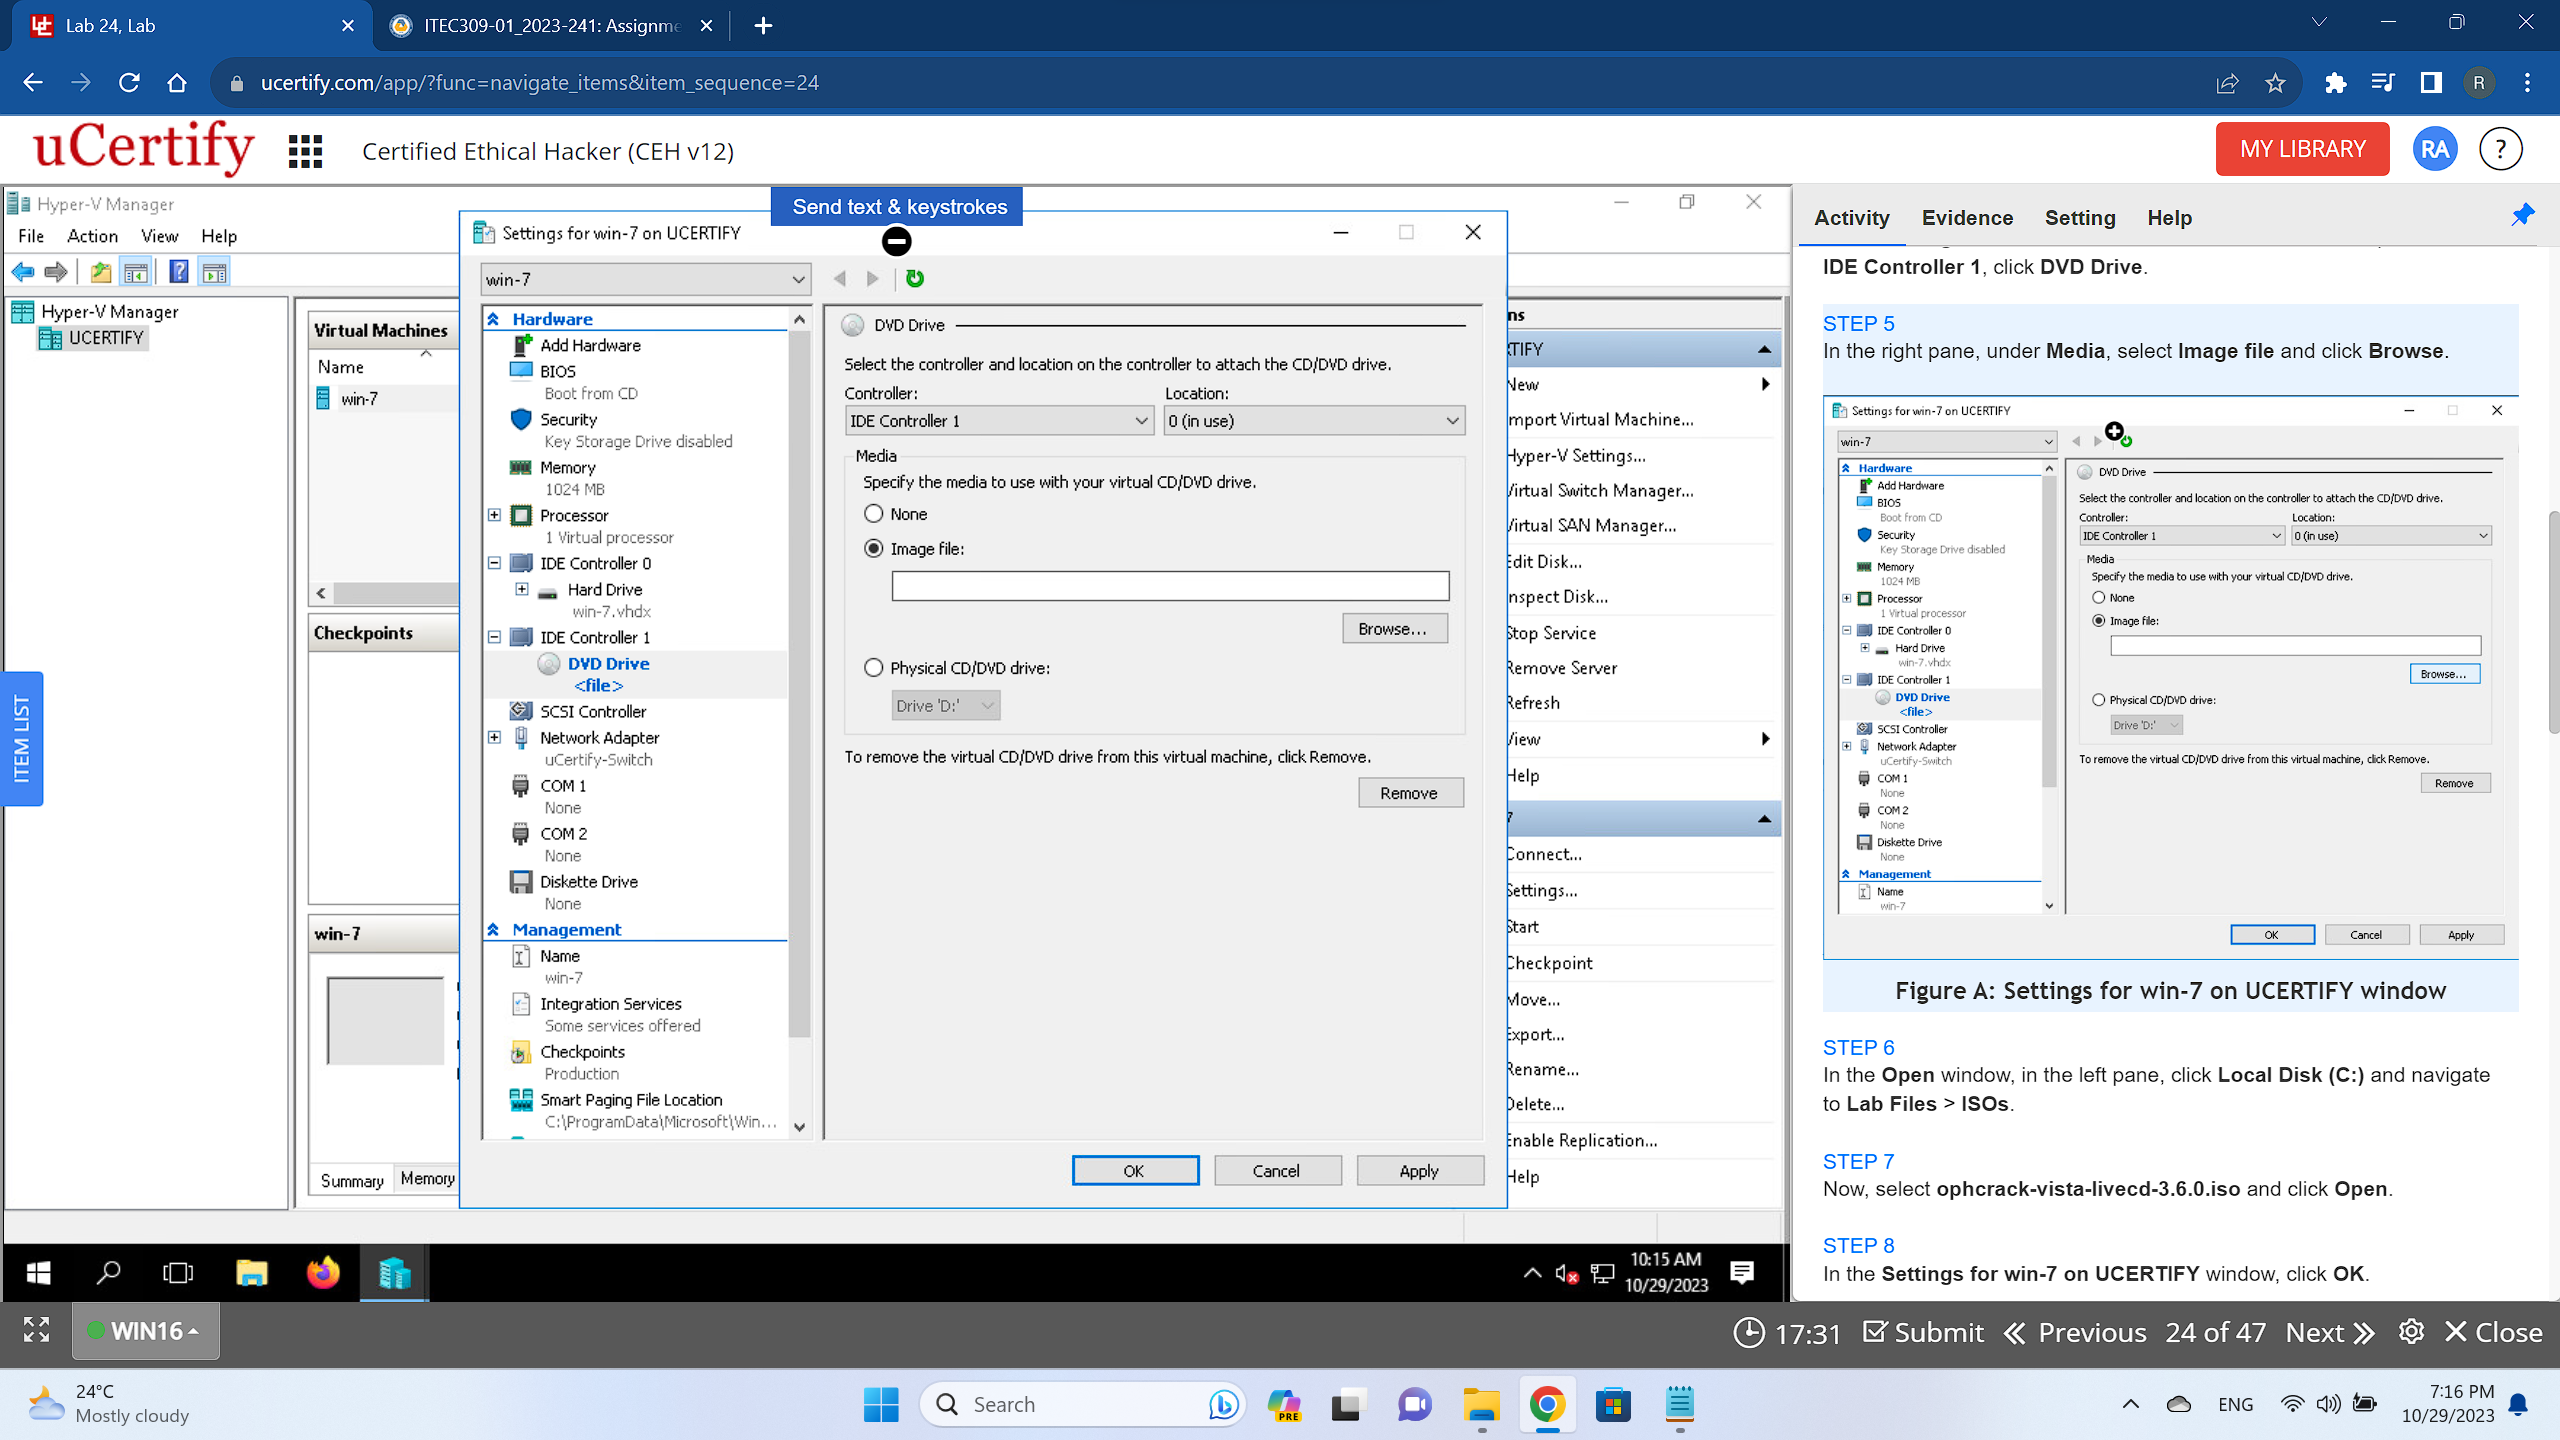 Lab 24, Lab
ITEC309-01_2023-241: Assignme
ucertify.com/app/?func=navigate_items&item_sequence=24
R
uCertify
Certified Ethical Hacker (CEH v12)
MY LIBRARY
RA
?
Hyper-V Manager
Send text & keystrokes
File
Action
View
Help
Hyper-V Manager
UCERTIFY
Virtual Machines
Name
win-7
Checkpoints
win-7
Summary
Memory
ITEM LIST
Settings for win-7 on UCERTIFY
win-7
Hardware
Add Hardware
BIOS
Boot from CD
Security
Key Storage Drive disabled
Memory
1024 MB
Processor
1 Virtual processor
IDE Controller 0
Hard Drive
win-7.vhdx
IDE Controller 1
DVD Drive
<file>
SCSI Controller
Network Adapter
uCertify-Switch
COM 1
None
COM 2
None
Diskette Drive
None
Management
Name
win-7
Integration Services
Some services offered
Checkpoints
Production
Smart Paging File Location
C:\ProgramData\Microsoft\Win...
DVD Drive
Select the controller and location on the controller to attach the CD/DVD drive.
Controller:
Location:
IDE Controller 1
0 (in use)
Media
Specify the media to use with your virtual CD/DVD drive.
None
Image file:
Browse...
Physical CD/DVD drive:
Drive 'D:'
To remove the virtual CD/DVD drive from this virtual machine, click Remove.
Remove
OK
Cancel
Apply
ns
TIFY
New
mport Virtual Machine...
Hyper-V Settings...
Virtual Switch Manager...
Virtual SAN Manager...
Edit Disk...
nspect Disk...
Stop Service
Remove Server
Refresh
View
Help
7
Connect...
Settings...
Start
Checkpoint
Move...
Export...
Rename...
Delete...
Enable Replication...
Help
10:15 AM
10/29/2023
Activity
Evidence
Setting
Help
IDE Controller 1, click DVD Drive.
STEP 5
In the right pane, under Media, select Image file and click Browse.
Settings for win-7 on UCERTIFY
win-7
Hardware
Add Hardware
BIOS
Boot from CD
Security
Key Storage Drive disabled
Memory
1024 MB
Processor
1 Virtual processor
IDE Controller 0
Hard Drive
win-7.vhdx
IDE Controller 1
DVD Drive
<file>
SCSI Controller
Network Adapter
uCertify-Switch
COM 1
None
COM 2
None
Diskette Drive
None
Management
Name
win-7
DVD Drive
Select the controller and location on the controller to attach the CD/DVD drive.
Controller:
Location:
IDE Controller 1
0 (in use)
Media
Specify the media to use with your virtual CD/DVD drive.
None
Image file:
Browse...
Physical CD/DVD drive:
Drive 'D:'
To remove the virtual CD/DVD drive from this virtual machine, click Remove.
Remove
OK
Cancel
Apply
Figure A: Settings for win-7 on UCERTIFY window
STEP 6
In the Open window, in the left pane, click Local Disk (C:) and navigate
to Lab Files > ISOs.
STEP 7
Now, select ophcrack-vista-livecd-3.6.0.iso and click Open.
STEP 8
In the Settings for win-7 on UCERTIFY window, click OK.
WIN16
17:31
Submit
Previous
24 of 47
Next
Close
24°C
Mostly cloudy
Search
PRE
ENG
7:16 PM
10/29/2023